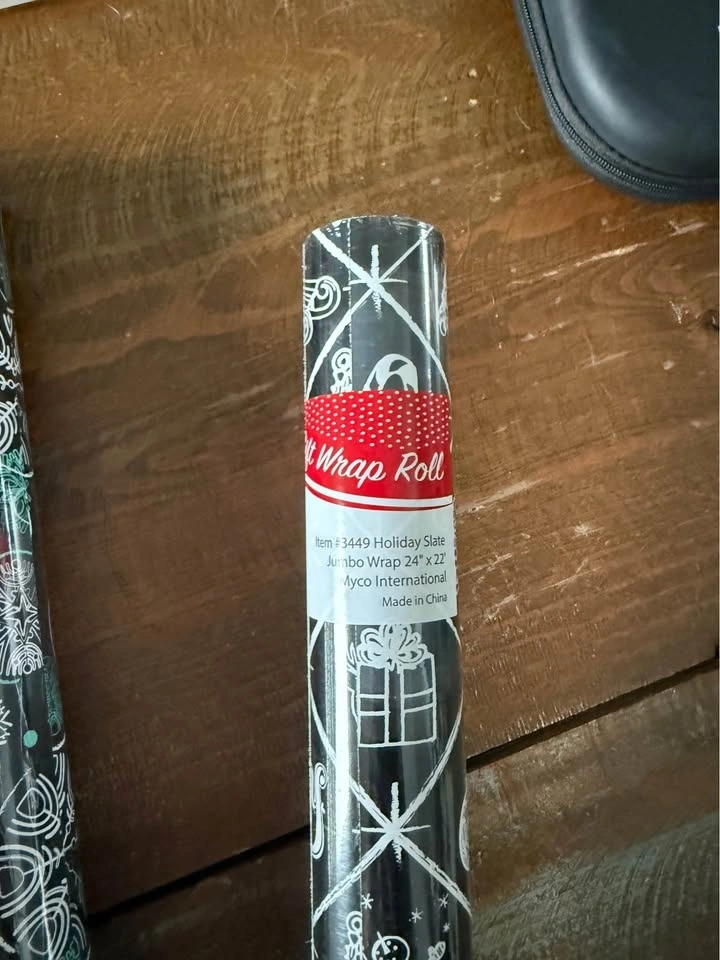 Wrap Roll
Item #3449 Holiday Slate
Jumbo Wrap 24" x 22'
Myco International
Made in China